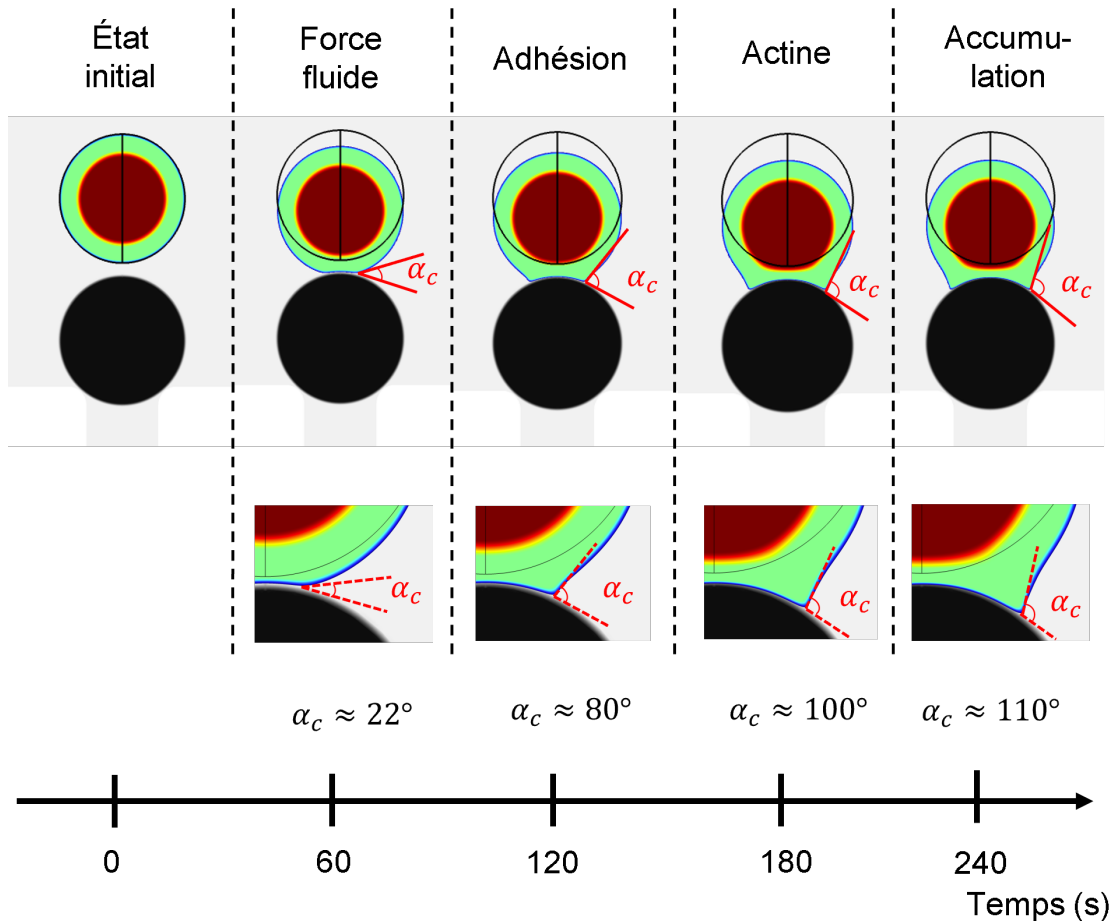 État
initial
Force
fluide
Adhésion
Actine
Accumu-
lation
α_c
α_c
α_c
α_c
α_c
α_c
α_c
α_c
α_c ≈ 22°
α_c ≈ 80°
α_c ≈ 100°
α_c ≈ 110°
0
60
120
180
240
Temps (s)